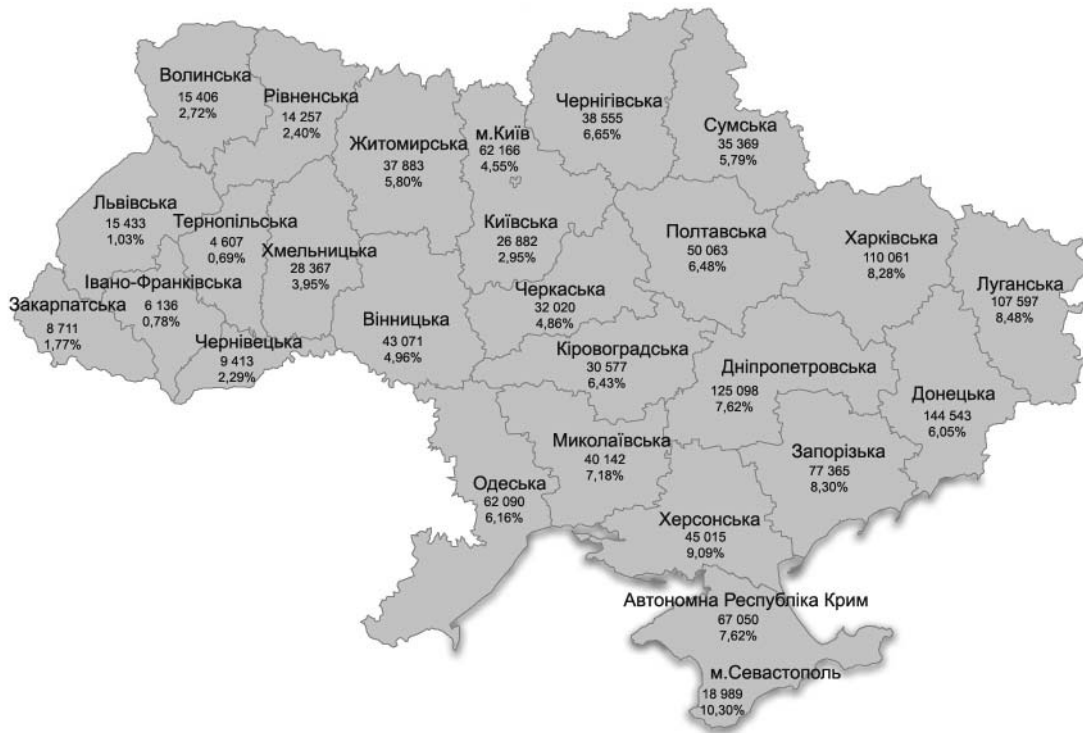 Волинська
15 406
2,72%
Рівненська
14 257
2,40%
Житомирська
37 883
5,80%
м.Київ
62 166
4,55%
Чернігівська
38 555
6,65%
Сумська
35 369
5,79%
Львівська
15 433
1,03%
Тернопільська
4 607
0,69%
Хмельницька
28 367
3,95%
Київська
26 882
2,95%
Полтавська
50 063
6,48%
Харківська
110 061
8,28%
Луганська
107 597
8,48%
Закарпатська
8 711
1,77%
Івано-Франківська
6 136
0,78%
Чернівецька
9 413
2,29%
Вінницька
43 071
4,96%
Черкаська
32 020
4,86%
Кіровоградська
30 577
6,43%
Дніпропетровська
125 098
7,62%
Донецька
144 543
6,05%
Одеська
62 090
6,16%
Миколаївська
40 142
7,18%
Запорізька
77 365
8,30%
Херсонська
45 015
9,09%
Автономна Республіка Крим
67 050
7,62%
м.Севастополь
18 989
10,30%